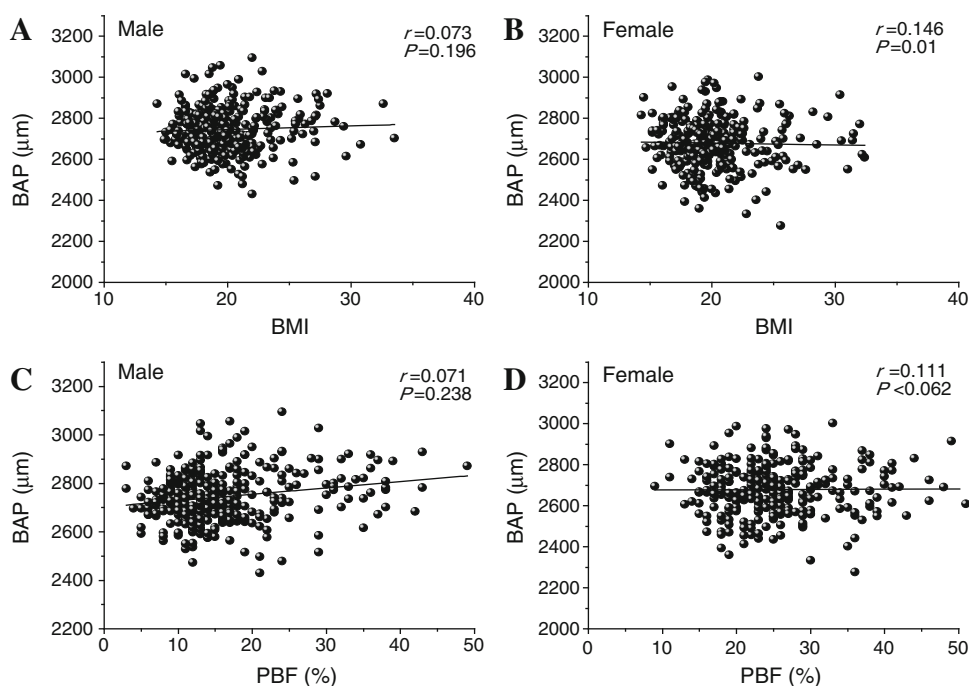 A
Male
r=0.073
P=0.196
3200
3000
2800
2600
2400
2200
2000
BAP (μm)
10
20
30
40
BMI
B
Female
r=0.146
P=0.01
3200
3000
2800
2600
2400
2200
2000
BAP (μm)
10
20
30
40
BMI
C
Male
r=0.071
P=0.238
3200
3000
2800
2600
2400
2200
BAP (μm)
0
10
20
30
40
50
PBF (%)
D
Female
r=0.111
P<0.062
3200
3000
2800
2600
2400
2200
2000
BAP (μm)
0
10
20
30
40
50
PBF (%)